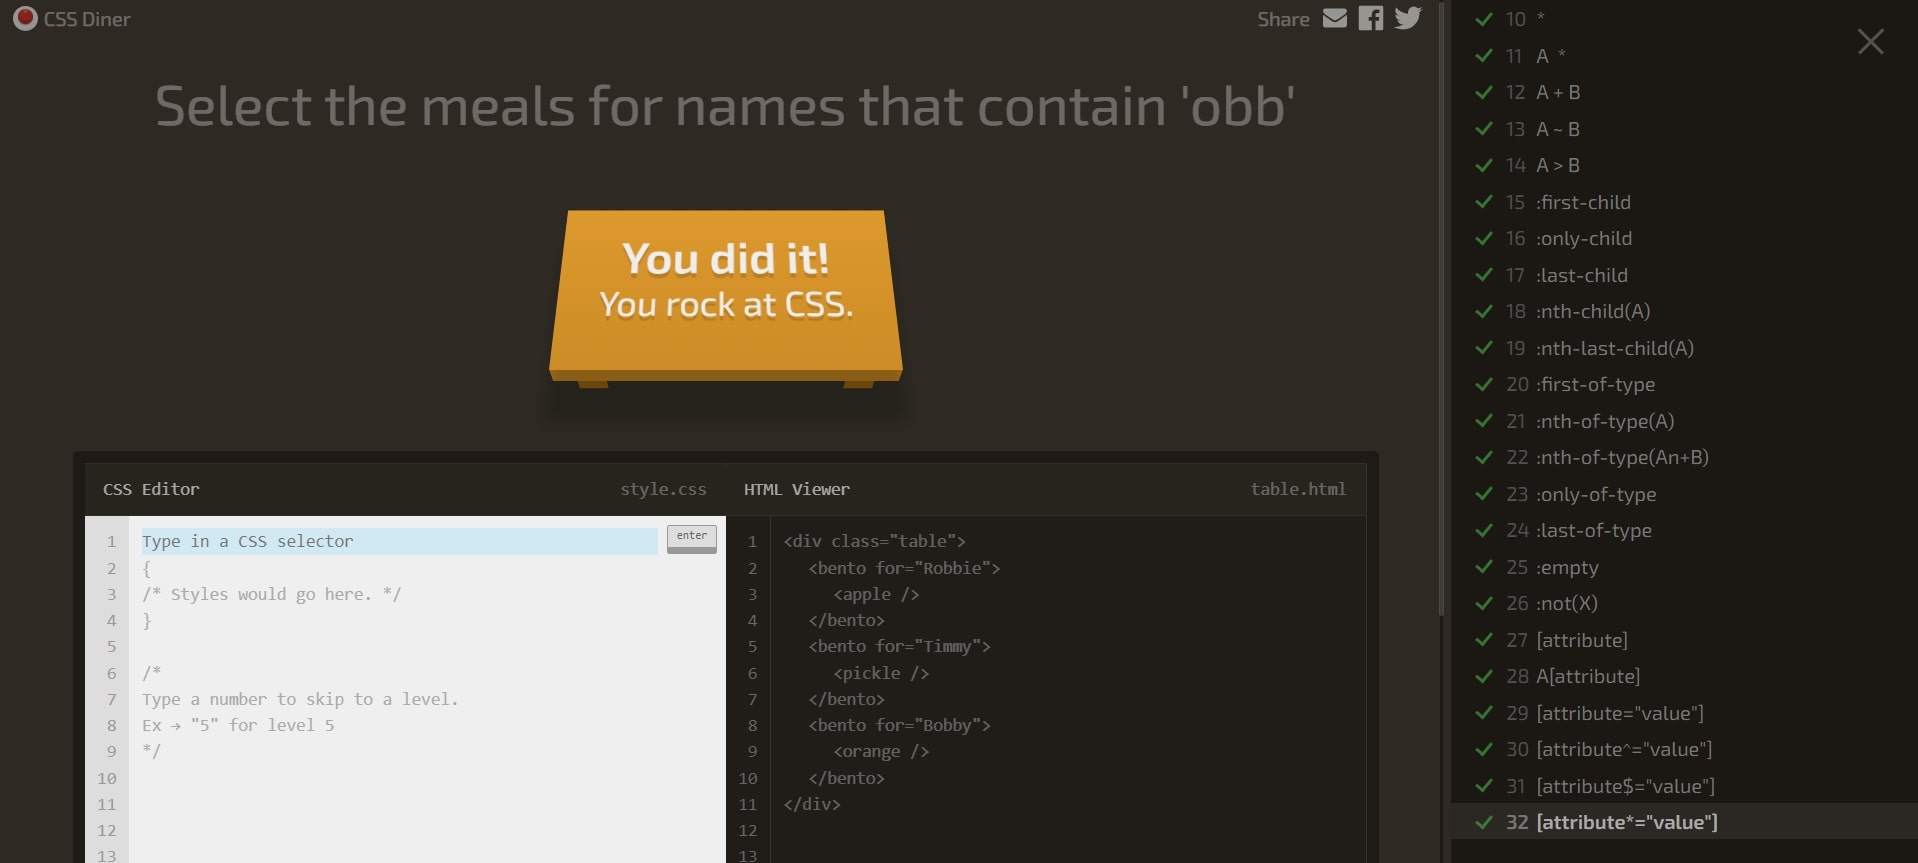 CSS Diner
Share
Select the meals for names that contain 'obb'
You did it!
You rock at CSS.
CSS Editor
style.css
1 Type in a CSS selector
enter
2 {
3 /* Styles would go here. */
4 }
5
6 /*
7 Type a number to skip to a level.
8 Ex → "5" for level 5
9 */
10
11
12
13
HTML Viewer
table.html
1 <div class="table">
2 <bento for="Robbie">
3 <apple />
4 </bento>
5 <bento for="Timmy">
6 <pickle />
7 </bento>
8 <bento for="Bobby">
9 <orange />
10 </bento>
11 </div>
12
13
10 *
11 A *
12 A + B
13 A ~ B
14 A > B
15 :first-child
16 :only-child
17 :last-child
18 :nth-child(A)
19 :nth-last-child(A)
20 :first-of-type
21 :nth-of-type(A)
22 :nth-of-type(An+B)
23 :only-of-type
24 :last-of-type
25 :empty
26 :not(X)
27 [attribute]
28 A[attribute]
29 [attribute="value"]
30 [attribute^="value"]
31 [attribute$="value"]
32 [attribute*="value"]